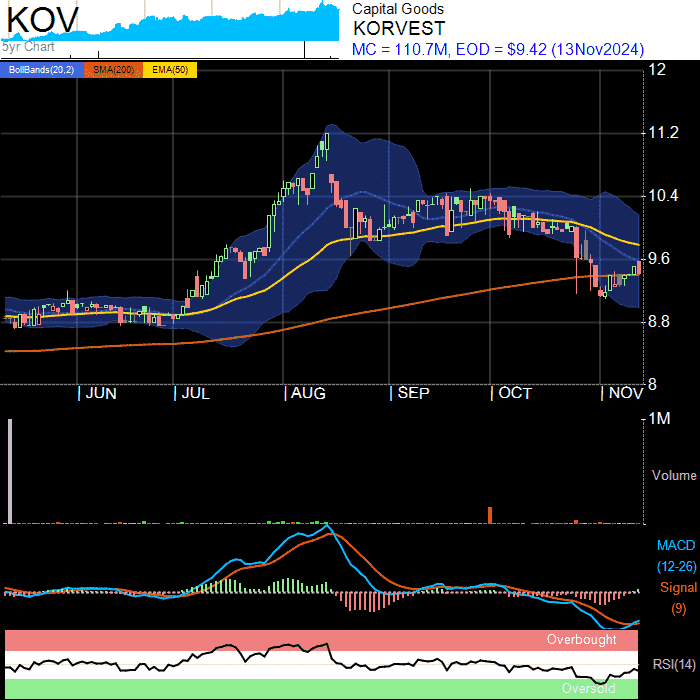 KOV
5yr Chart
Capital Goods
KORVEST
MC = 110.7M, EOD = $9.42 (13Nov2024)
BollBands(20,2) SMA(200) EMA(50)
12
11.2
10.4
9.6
8.8
8
| JUN | JUL | AUG | SEP | OCT | NOV
1M
Volume
MACD
(12-26)
Signal
(9)
Overbought
RSI(14)
Oversold